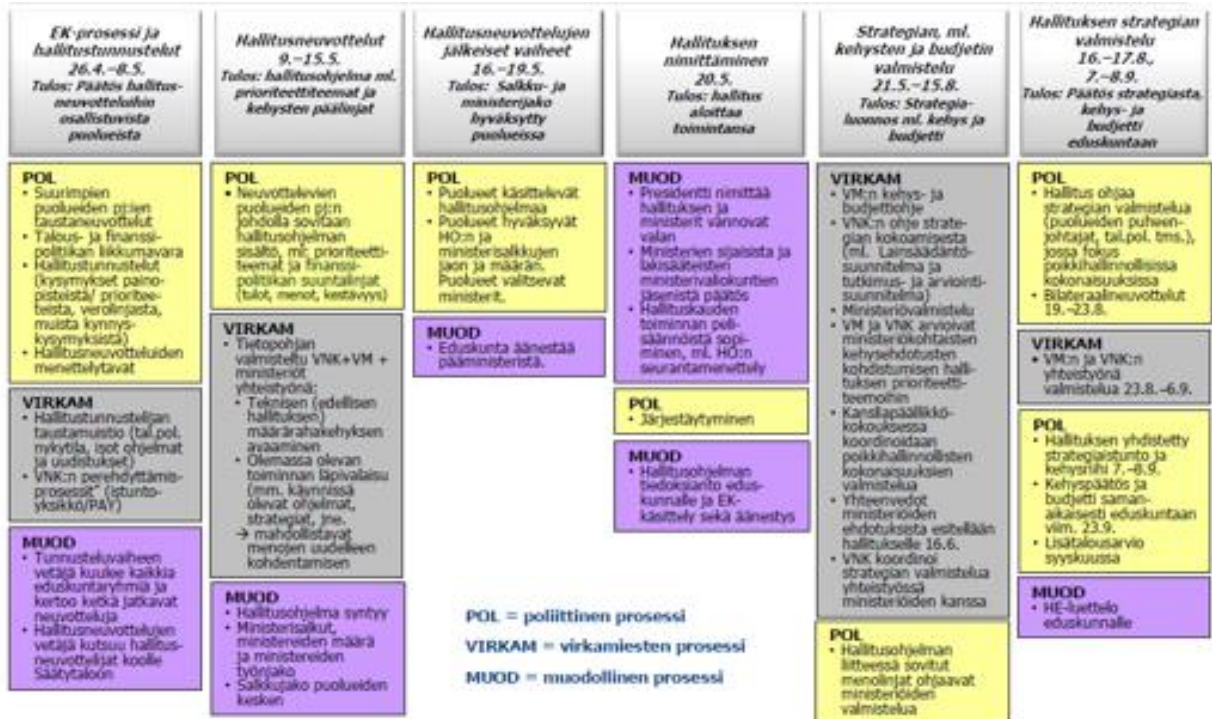 EK-prosessi ja
hallitustunnustelut
26.4.–8.5.
Tulos: Päätös hallitus-
neuvotteluihin
osallistuvista
puolueista
POL
• Suurimpien
puolueiden pj:ien
taustaneuvottelut
• Talous- ja finanssi-
politiikan liikkumavara
• Hallitustunnustelut
(kysymykset paino-
pisteistä/ prioritee-
teista, verolinjasta,
muista kynnys-
kysymyksistä)
• Hallitusneuvotteluiden
menettelytavat
VIRKAM
• Hallitustunnustelijan
taustamuistio (tal.pol.
nykytila, isot ohjelmat
ja uudistukset)
• VNK:n perehdyttämis-
prosessit" (istunto-
yksikkö/PAY)
MUOD
• Tunnusteluvaiheen
vetäjä kuulee kaikkia
eduskuntaryhmiä ja
kertoo ketkä jatkavat
neuvotteluja
• Hallitusneuvottelujen
vetäjä kutsuu hallitus-
neuvottelijat koolle
Säätytaloon
Hallitusneuvottelut
9.–15.5.
Tulos: hallitusohjelma ml.
prioriteettiteemat ja
kehysten päälinjat
POL
• Neuvottelevien
puolueiden pj:n
johdolla sovitaan
hallitusohjelman
sisältö, ml. prioriteetti-
teemat ja finanssi-
politiikan suuntalinjat
(tulot, menot, kestävyys)
VIRKAM
• Tietopohjan
valmisteltu VNK+VM +
ministeriöt
yhteistyönä:
• Teknisen (edellisen
hallituksen)
määrärahakehyksen
avaaminen
• Olemassa olevan
toiminnan läpivalaisu
(mm. käynnissä
olevat ohjelmat,
strategiat, jne.
→ mahdollistavat
menojen uudelleen
kohdentamisen
MUOD
• Hallitusohjelma syntyy
• Ministerisalkut,
ministereiden määrä
ja ministereiden
työnjako
• Salkkujako puolueiden
kesken
Hallitusneuvottelujen
jälkeiset vaiheet
16.–19.5.
Tulos: Salkku- ja
ministerijako
hyväksytty
puolueissa
POL
• Puolueet käsittelevät
hallitusohjelmaa
• Puolueet hyväksyvät
HO:n ja
ministerisalkkujen
jaon ja määrän.
Puolueet valitsevat
ministerit.
MUOD
• Eduskunta äänestää
pääministeristä.
Hallituksen
nimittäminen
20.5.
Tulos: hallitus
aloittaa
toimintansa
MUOD
• Presidentti nimittää
hallituksen ja
ministerit vannovat
valan
• Ministerien sijaisista ja
lakisääteisten
ministerivaliokuntien
jäsenistä päätös
• Hallituskauden
toiminnan peli-
säännöistä sopi-
minen, ml. HO:n
seurantamenettely
POL
• Järjestäytyminen
MUOD
• Hallitusohjelman
tiedoksianto edus-
kunnalle ja EK-
käsittely sekä äänestys
Strategian, ml.
kehysten ja budjetin
valmistelu
21.5.–15.8.
Tulos: Strategia-
luonnos ml. kehys ja
budjetti
VIRKAM
• VM:n kehys- ja
budjettiohje
• VNK:n ohje strate-
gian kokoamisesta
(ml. Lainsäädäntö-
suunnitelma ja
tutkimus- ja arviointi-
suunnitelma)
• Ministeriövalmistelu
• VM ja VNK arvioivat
ministeriökohtaisten
kehysehdotusten
kohdistumisen halli-
tuksen prioriteetti-
teemoihin
• Kansliapäällikkö-
kokouksessa
koordinoidaan
poikkihallinnollisten
kokonaisuuksien
valmistelua
• Yhteenvedot
ministeriöiden
ehdotuksista esitellään
hallitukselle 16.6.
• VNK koordinoi
strategian valmistelua
yhteistyössä
ministeriöiden kanssa
POL
• Hallitusohjelman
liitteessä sovitut
menolinjat ohjaavat
ministeriöiden
valmistelua
Hallituksen strategian
valmistelu
16.–17.8.,
7.–8.9.
Tulos: Päätös strategiasta,
kehys- ja
budjetti
eduskuntaan
POL
• Hallitus ohjaa
strategian valmistelua
(puolueiden puheen-
johtajat, tal.pol. tms.),
jossa fokus
poikkihallinnollisissa
kokonaisuuksissa
• Bilateraalineuvottelut
19.–23.8.
VIRKAM
• VM:n ja VNK:n
yhteistyönä
valmistelua 23.8.–6.9.
POL
• Hallituksen yhdistetty
strategiaistunto ja
kehysriihi 7.–8.9.
• Kehyspäätös ja
budjetti saman-
aikaisesti eduskuntaan
viim. 23.9.
• Lisätalousarvio
syyskuussa
MUOD
• HE-luettelo
eduskunnalle
POL = poliittinen prosessi
VIRKAM = virkamiesten prosessi
MUOD = muodollinen prosessi